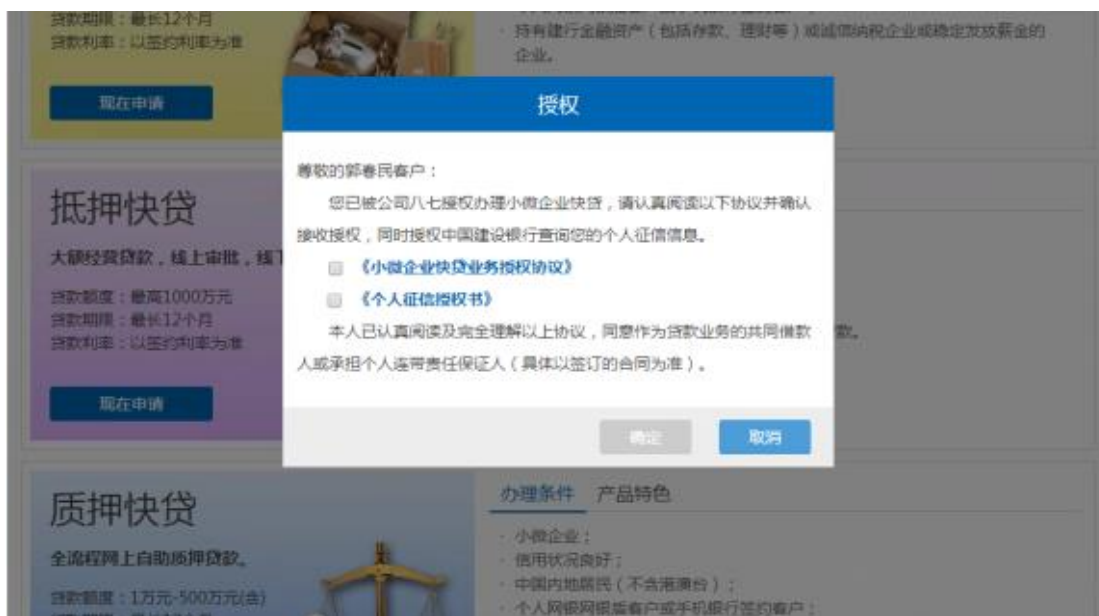 贷款期限：最长12个月
贷款利率：以签约利率为准
现在申请
· 持有建行金融资产（包括存款、理财等）或诚信纳税企业或稳定发放薪金的
企业。
授权
尊敬的郭春民客户：
您已被公司八七授权办理小微企业快贷，请认真阅读以下协议并确认
接收授权，同时授权中国建设银行查询您的个人征信信息。
《小微企业快贷业务授权协议》
《个人征信授权书》
本人已认真阅读及完全理解以上协议，同意作为贷款业务的共同借款
人或承担个人连带责任保证人（具体以签订的合同为准）。
确定 取消
抵押快贷
大额经营贷款，线上审批，线下
贷款额度：最高1000万元
贷款期限：最长12个月
贷款利率：以签约利率为准
款。
现在申请
质押快贷
全流程网上自助质押贷款。
贷款额度：1万元-500万元(含)
办理条件 产品特色
· 小微企业；
· 信用状况良好；
· 中国内地居民（不含港澳台）；
· 个人网银网银盾客户或手机银行签约客户；